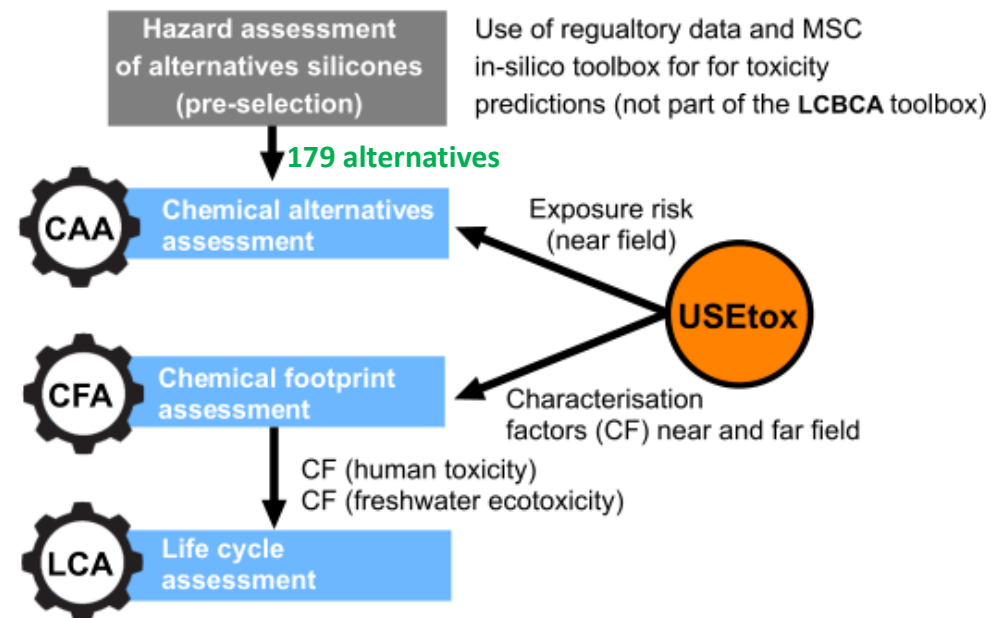 Hazard assessment
of alternatives silicones
(pre-selection)
Use of regualtory data and MSC
in-silico toolbox for for toxicity
predictions (not part of the LCBCA toolbox)
179 alternatives
CAA
Chemical alternatives
assessment
Exposure risk
(near field)
USEtox
CFA
Chemical footprint
assessment
Characterisation
factors (CF) near and far field
CF (human toxicity)
CF (freshwater ecotoxicity)
LCA
Life cycle
assessment